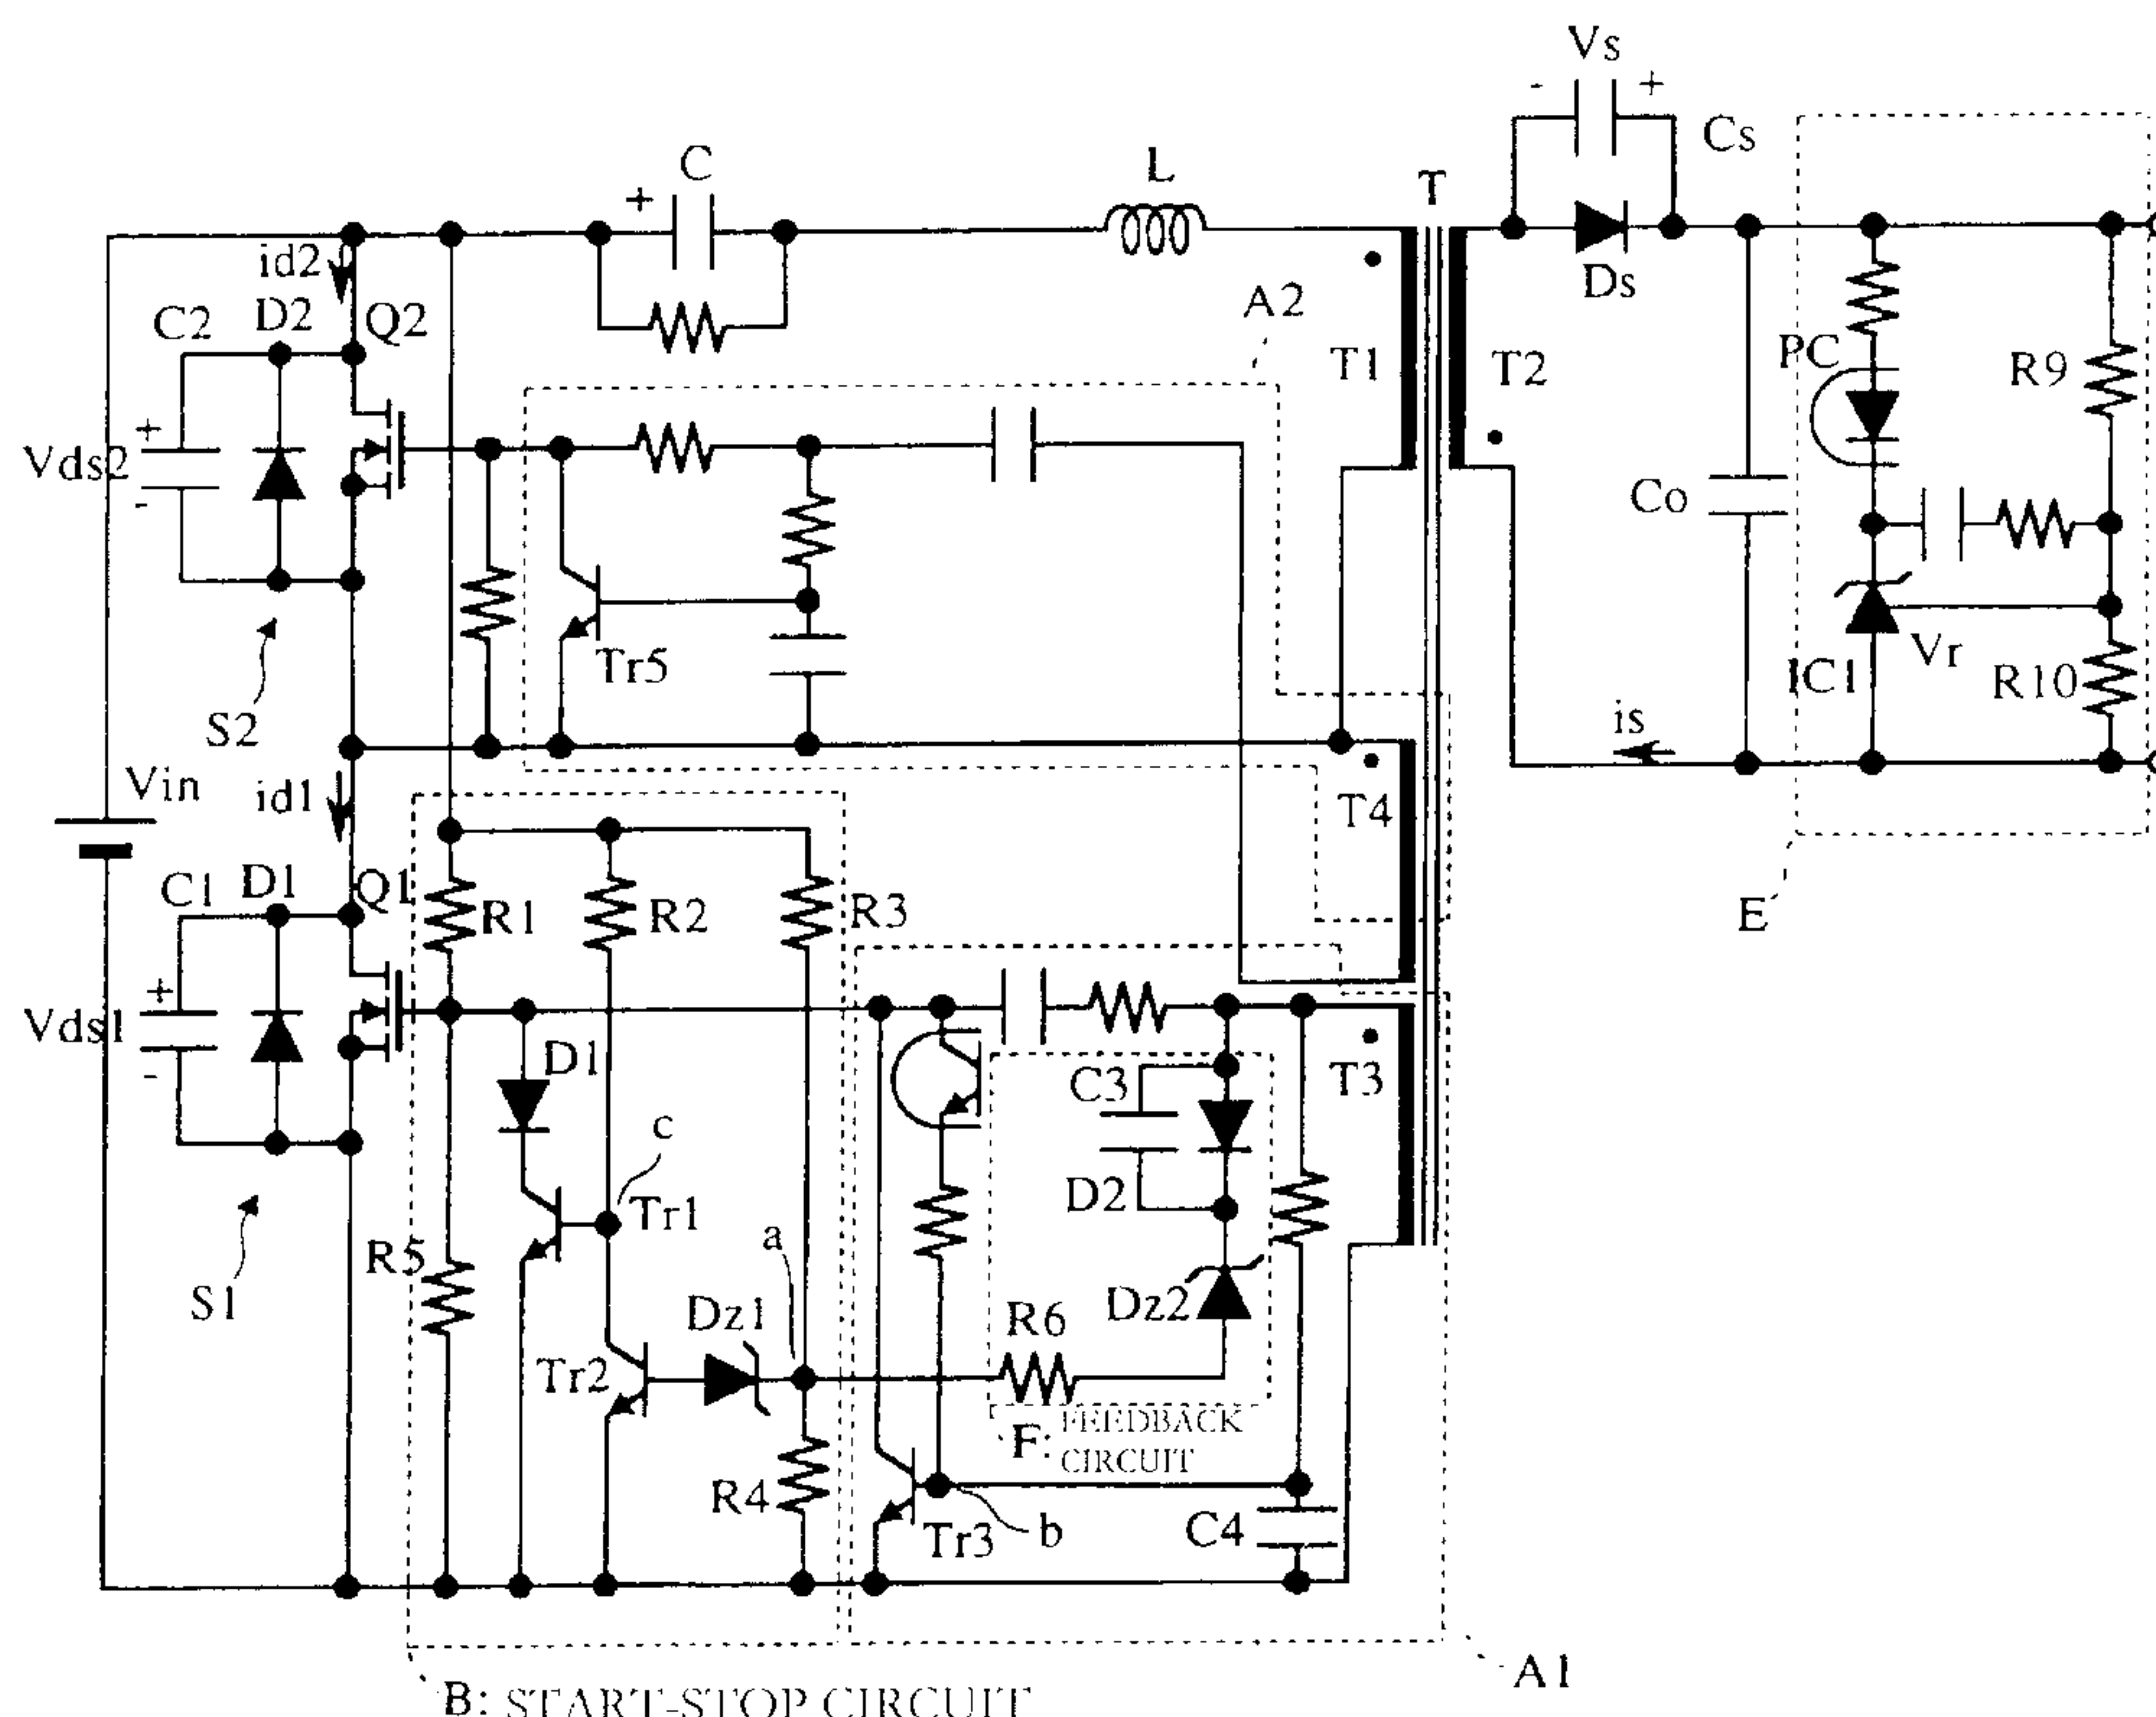 Vs
- +
Cs
C
+
L
T
id2
Ds
A2
C2
D2
Q2
T1
T2
PC
R9
+
Vds2
-
Co
Tr5
Vr
IC1
R10
S2
is
Vin
id1
T4
C1
D1
Q1
R1
R2
R3
E
+
Vds1
-
D1
C3
T3
c
D2
Tr1
a
R5
S1
Dz1
Dz2
R6
Tr2
F: FEEDBACK
CIRCUIT
R4
Tr3
b
C4
A1
B: START-STOP CIRCUIT